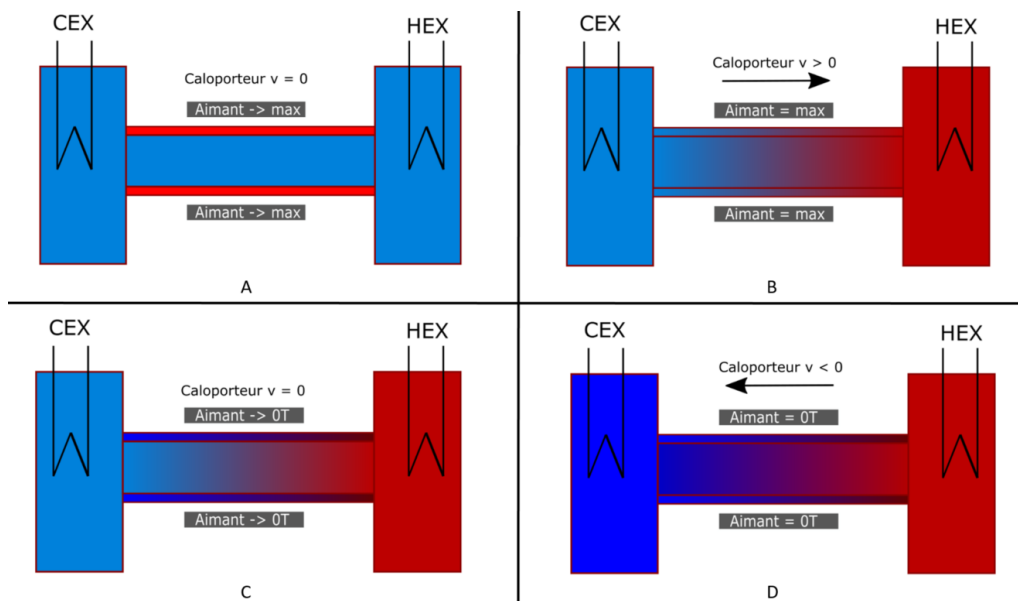 CEX
HEX
Caloporteur v = 0
Aimant -> max
Aimant -> max
A
CEX
HEX
Caloporteur v > 0
Aimant = max
Aimant = max
B
CEX
HEX
Caloporteur v = 0
Aimant -> 0T
Aimant -> 0T
C
CEX
HEX
Caloporteur v < 0
Aimant = 0T
Aimant = 0T
D